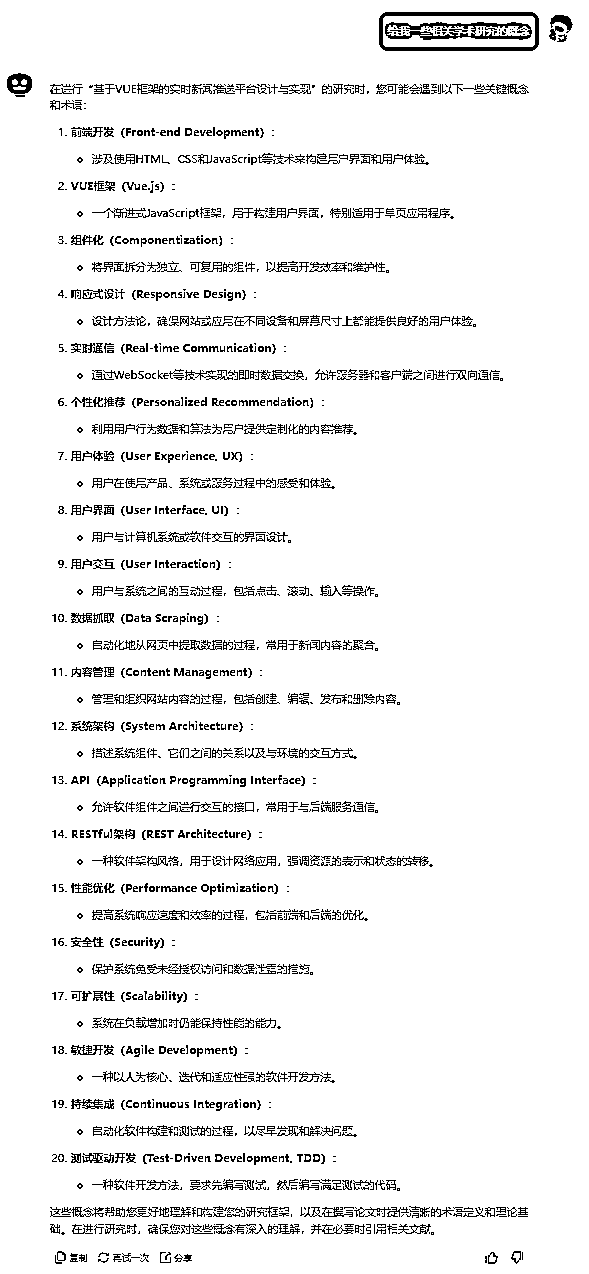 给我一些相关学术研究的概念
在进行“基于VUE框架的实时新闻推送平台设计与实现”的研究时，您可能会遇到以下一些关键概念
和术语：
1. 前端开发（Front-end Development）：
涉及使用HTML、CSS和JavaScript等技术来构建用户界面和用户体验。
2. VUE框架（Vue.js）：
一个渐进式JavaScript框架，用于构建用户界面，特别适用于单页应用程序。
3. 组件化（Componentization）：
将界面拆分为独立、可复用的组件，以提高开发效率和维护性。
4. 响应式设计（Responsive Design）：
设计方法论，确保网站或应用在不同设备和屏幕尺寸上都能提供良好的用户体验。
5. 实时通信（Real-time Communication）：
通过WebSocket等技术实现的即时数据交换，允许服务器和客户端之间进行双向通信。
6. 个性化推荐（Personalized Recommendation）：
利用用户行为数据和算法为用户提供定制化的内容推荐。
7. 用户体验（User Experience, UX）：
用户在使用产品、系统或服务过程中的感受和体验。
8. 用户界面（User Interface, UI）：
用户与计算机系统或软件交互的界面设计。
9. 用户交互（User Interaction）：
用户与系统之间的互动过程，包括点击、滚动、输入等操作。
10. 数据抓取（Data Scraping）：
自动化地从网页中提取数据的过程，常用于新闻内容的聚合。
11. 内容管理（Content Management）：
管理和组织网站内容的过程，包括创建、编辑、发布和删除内容。
12. 系统架构（System Architecture）：
描述系统组件、它们之间的关系以及与环境的交互方式。
13. API（Application Programming Interface）：
允许软件组件之间进行交互的接口，常用于与后端服务通信。
14. RESTful架构（REST Architecture）：
一种软件架构风格，用于设计网络应用，强调资源的表示和状态的转移。
15. 性能优化（Performance Optimization）：
提高系统响应速度和效率的过程，包括前端和后端的优化。
16. 安全性（Security）：
保护系统免受未经授权访问和数据泄露的措施。
17. 可扩展性（Scalability）：
系统在负载增加时仍能保持性能的能力。
18. 敏捷开发（Agile Development）：
一种以人为核心、迭代和适应性强的软件开发方法。
19. 持续集成（Continuous Integration）：
自动化软件构建和测试的过程，以尽早发现和解决问题。
20. 测试驱动开发（Test-Driven Development, TDD）：
一种软件开发方法，要求先编写测试，然后编写满足测试的代码。
这些概念将帮助您更好地理解和构建您的研究框架，以及在撰写论文时提供清晰的术语定义和理论基
础。在进行研究时，确保您对这些概念有深入的理解，并在必要时引用相关文献。
复制 再试一次 分享